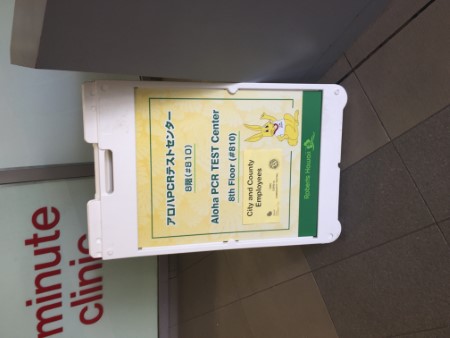 アロハPCRテストセンター
8階(#810)
Aloha PCR TEST Center
8th Floor (#810)
City and County
Employees
minute
clinic